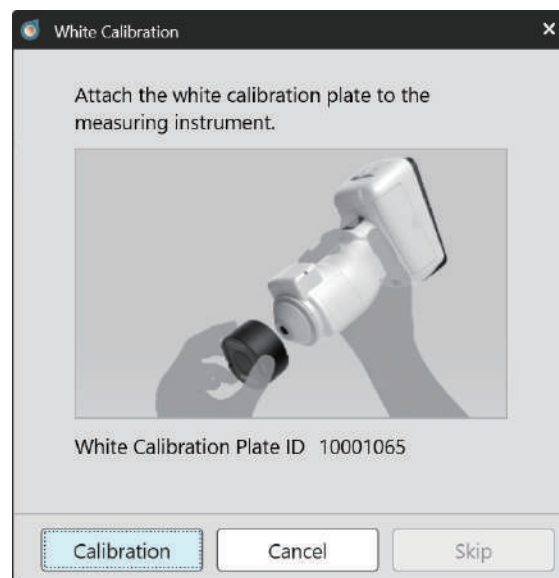 White Calibration
Attach the white calibration plate to the
measuring instrument.
White Calibration Plate ID 10001065
Calibration
Cancel
Skip